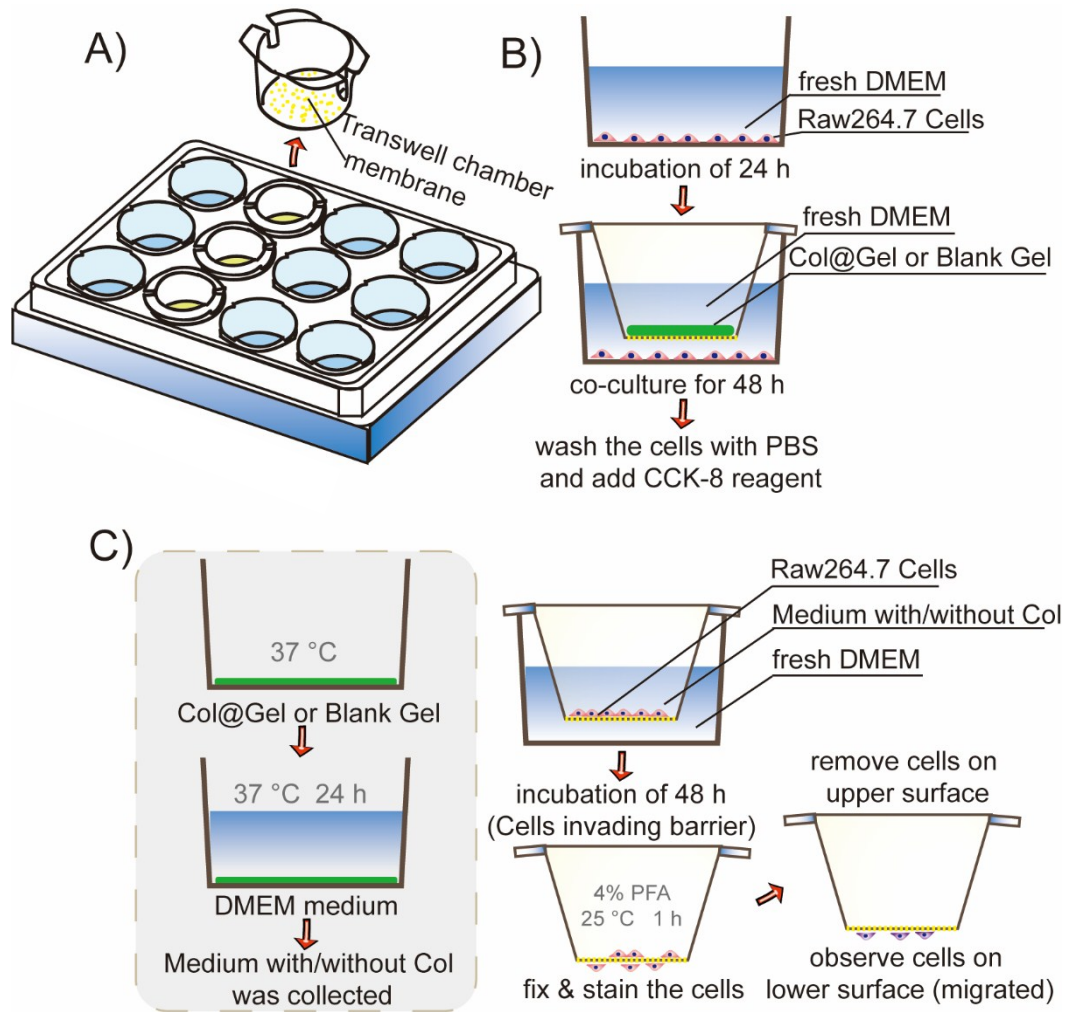 A)
Transwell chamber
membrane
B)
fresh DMEM
Raw264.7 Cells
incubation of 24 h
fresh DMEM
Col@Gel or Blank Gel
co-culture for 48 h
wash the cells with PBS
and add CCK-8 reagent
C)
37 °C
Col@Gel or Blank Gel
37 °C 24 h
DMEM medium
Medium with/without Col
was collected
Raw264.7 Cells
Medium with/without Col
fresh DMEM
incubation of 48 h
(Cells invading barrier)
4% PFA
25 °C 1 h
fix & stain the cells
remove cells on
upper surface
observe cells on
lower surface (migrated)